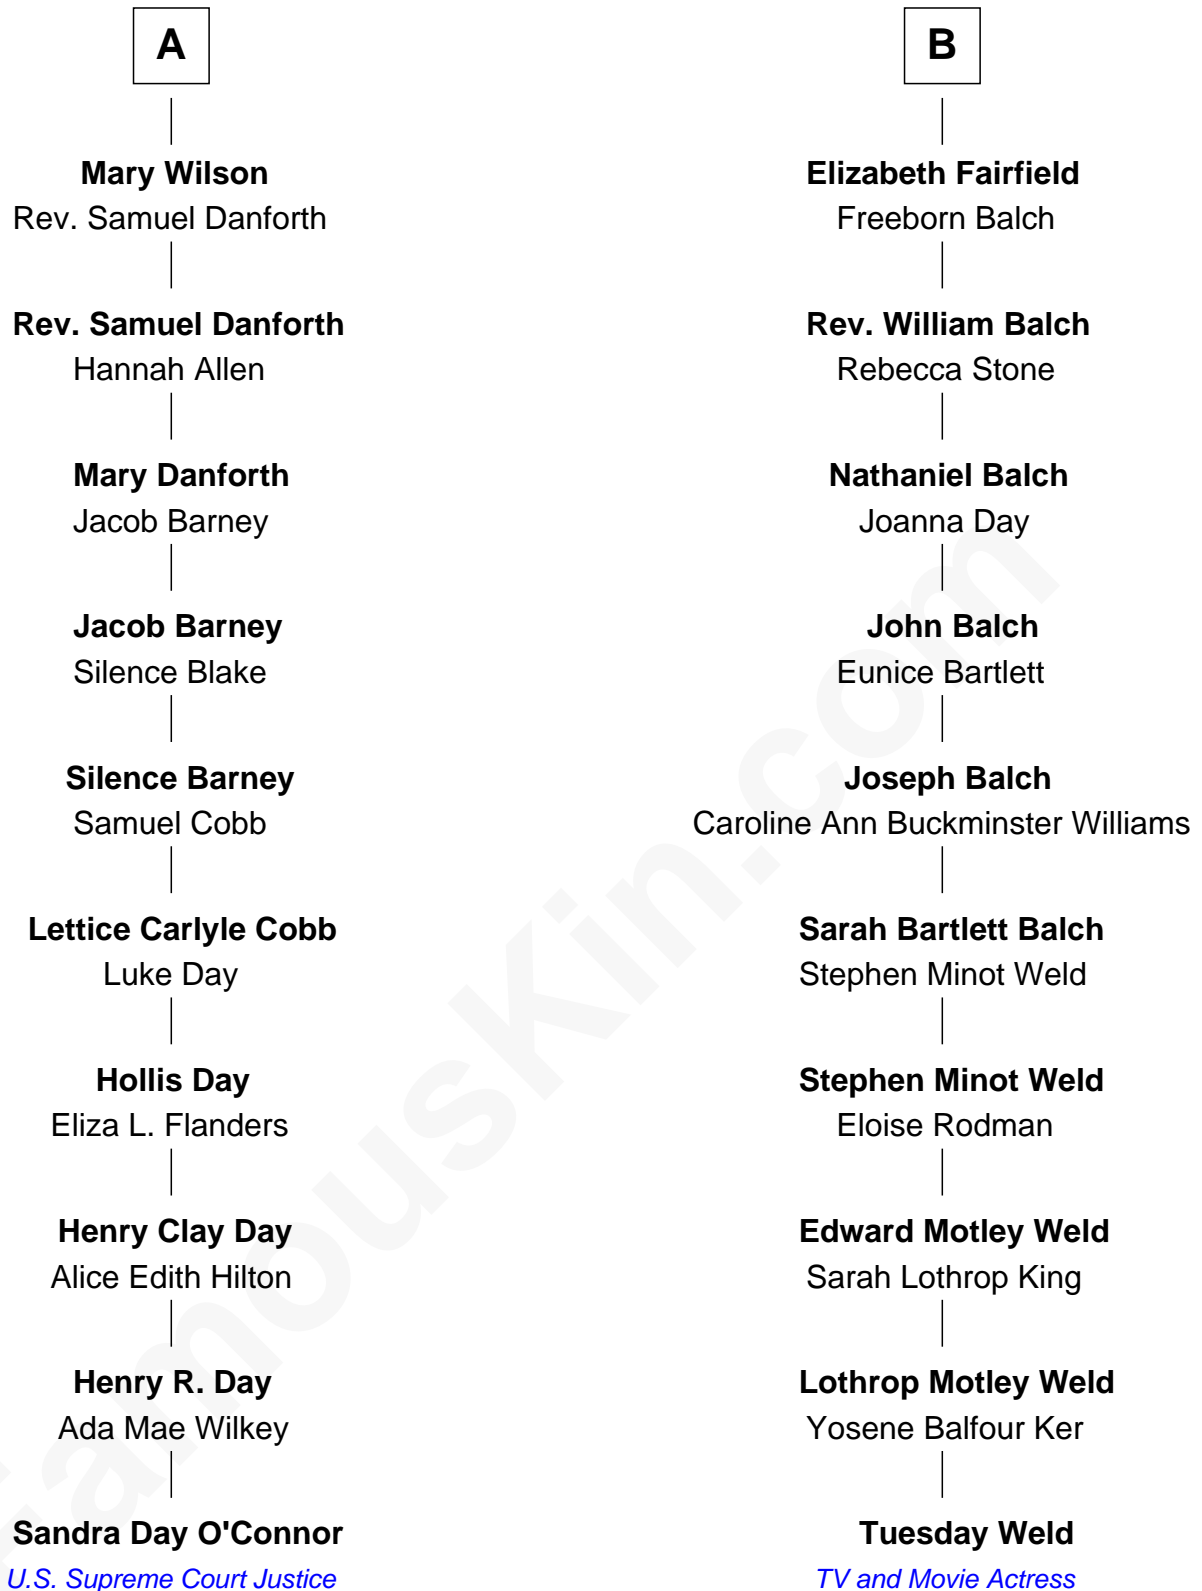 A
Mary Wilson
Rev. Samuel Danforth
Rev. Samuel Danforth
Hannah Allen
Mary Danforth
Jacob Barney
Jacob Barney
Silence Blake
Silence Barney
Samuel Cobb
Lettice Carlyle Cobb
Luke Day
Hollis Day
Eliza L. Flanders
Henry Clay Day
Alice Edith Hilton
Henry R. Day
Ada Mae Wilkey
Sandra Day O'Connor
U.S. Supreme Court Justice
B
Elizabeth Fairfield
Freeborn Balch
Rev. William Balch
Rebecca Stone
Nathaniel Balch
Joanna Day
John Balch
Eunice Bartlett
Joseph Balch
Caroline Ann Buckminster Williams
Sarah Bartlett Balch
Stephen Minot Weld
Stephen Minot Weld
Eloise Rodman
Edward Motley Weld
Sarah Lothrop King
Lothrop Motley Weld
Yosene Balfour Ker
Tuesday Weld
TV and Movie Actress
FamousKin.com